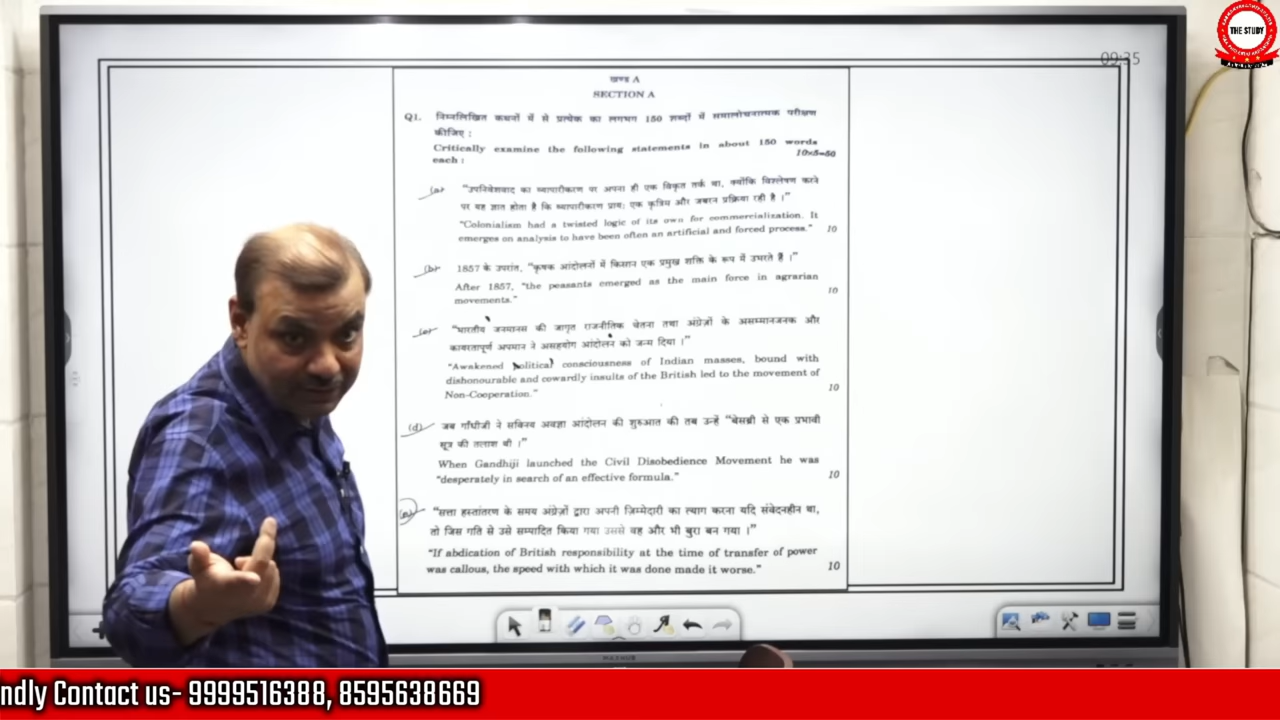 THE STUDY
09:35
खण्ड A
SECTION A
Q1. निम्नलिखित कथनों में से प्रत्येक का लगभग 150 शब्दों में समालोचनात्मक परीक्षण
कीजिए :
Critically examine the following statements in about 150 words
each : 10x5=50
(a) "उपनिवेशवाद का व्यापारीकरण पर अपना ही एक विकृत तर्क था, क्योंकि विश्लेषण करने
पर यह ज्ञात होता है कि व्यापारीकरण प्रायः एक कृत्रिम और जबरन प्रक्रिया रही है ।"
"Colonialism had a twisted logic of its own for commercialization. It
emerges on analysis to have been often an artificial and forced process." 10
(b) 1857 के उपरांत, "कृषक आंदोलनों में किसान एक प्रमुख शक्ति के रूप में उभरते हैं ।"
After 1857, "the peasants emerged as the main force in agrarian
movements." 10
(c) "भारतीय जनमानस की जागृत राजनीतिक चेतना तथा अंग्रेज़ों के असम्मानजनक और
कायरतापूर्ण अपमान ने असहयोग आंदोलन को जन्म दिया ।"
"Awakened political consciousness of Indian masses, bound with
dishonourable and cowardly insults of the British led to the movement of
Non-Cooperation." 10
(d) जब गाँधीजी ने सविनय अवज्ञा आंदोलन की शुरुआत की तब उन्हें "बेसब्री से एक प्रभावी
सूत्र की तलाश थी ।"
When Gandhiji launched the Civil Disobedience Movement he was
"desperately in search of an effective formula." 10
(e) "सत्ता हस्तांतरण के समय अंग्रेज़ों द्वारा अपनी ज़िम्मेदारी का त्याग करना यदि संवेदनहीन था,
तो जिस गति से उसे सम्पादित किया गया उससे वह और भी बुरा बन गया ।"
"If abdication of British responsibility at the time of transfer of power
was callous, the speed with which it was done made it worse." 10
MAXHUB
ndly Contact us- 9999516388, 8595638669